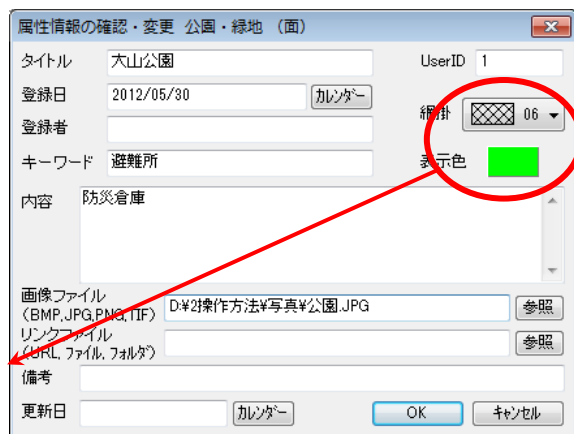 属性情報の確認・変更 公園・緑地 （面）
タイトル 大山公園 UserID 1
登録日 2012/05/30 カレンダー
網掛 06
登録者
キーワード 避難所 表示色
内容 防災倉庫
画像ファイル
（BMP,JPG,PNG,TIF） D:¥2操作方法¥写真¥公園.JPG 参照
リンクファイル
（URL,ファイル,フォルダ） 参照
備考
更新日 カレンダー OK キャンセル